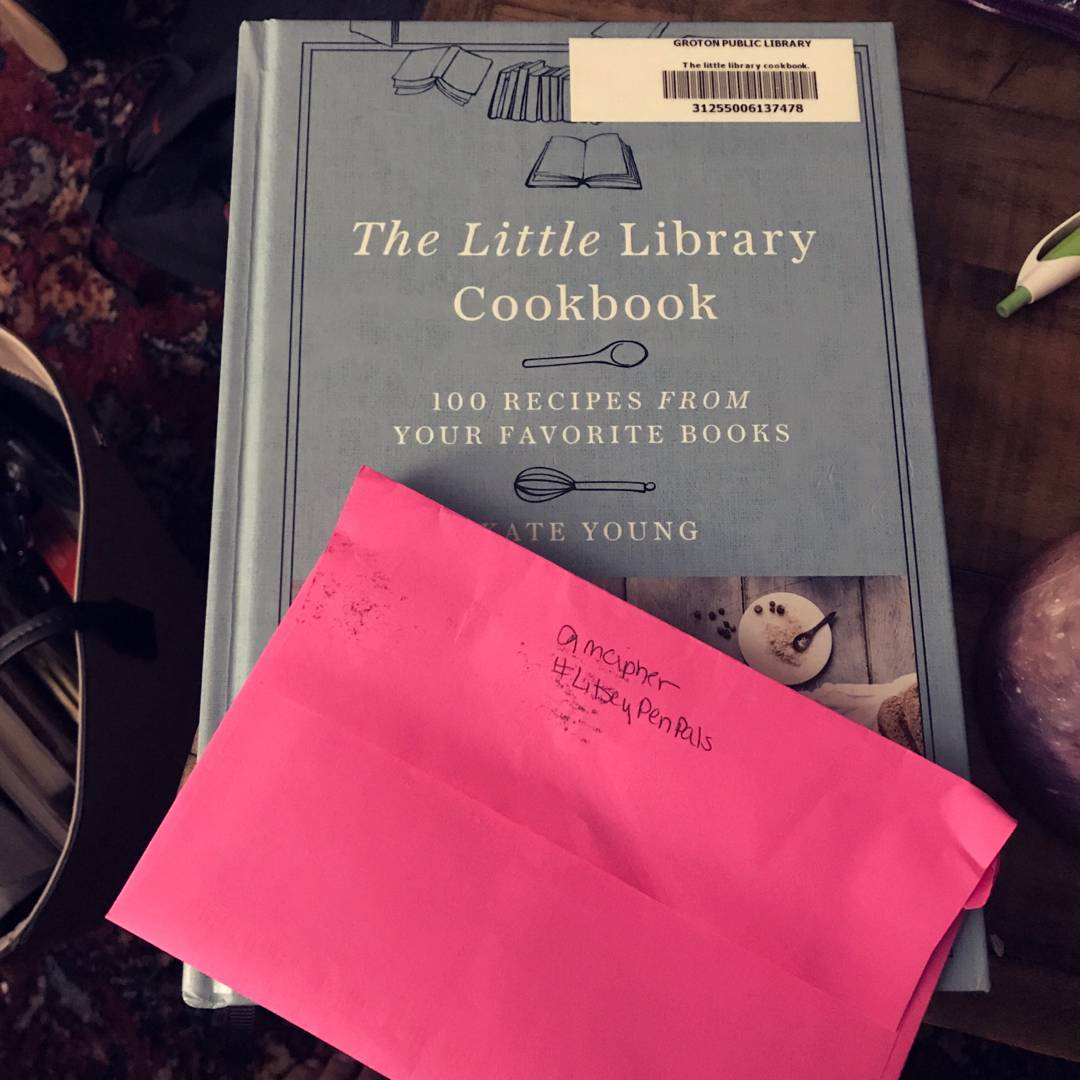 GROTON PUBLIC LIBRARY
The little library cookbook.
31255006137478
The Little Library
Cookbook
100 RECIPES FROM
YOUR FAVORITE BOOKS
KATE YOUNG
@mcipher
#LitsyPenPals